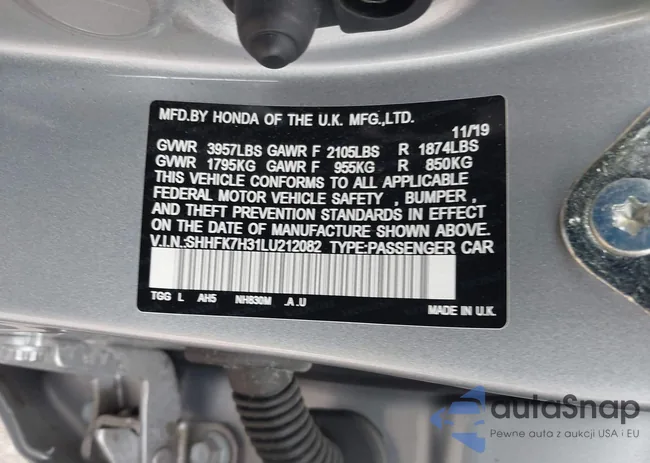 MFD.BY HONDA OF THE U.K. MFG.,LTD.
11/19
GVWR 3957LBS GAWR F 2105LBS R 1874LBS
GVWR 1795KG GAWR F 955KG R 850KG
THIS VEHICLE CONFORMS TO ALL APPLICABLE
FEDERAL MOTOR VEHICLE SAFETY , BUMPER ,
AND THEFT PREVENTION STANDARDS IN EFFECT
ON THE DATE OF MANUFACTURE SHOWN ABOVE.
V.I.N.:SHHFK7H31LU212082 TYPE:PASSENGER CAR
TGG L AH5 NH830M .A .U
MADE IN U.K.
autaSnap
Pewne auta z aukcji USA i EU